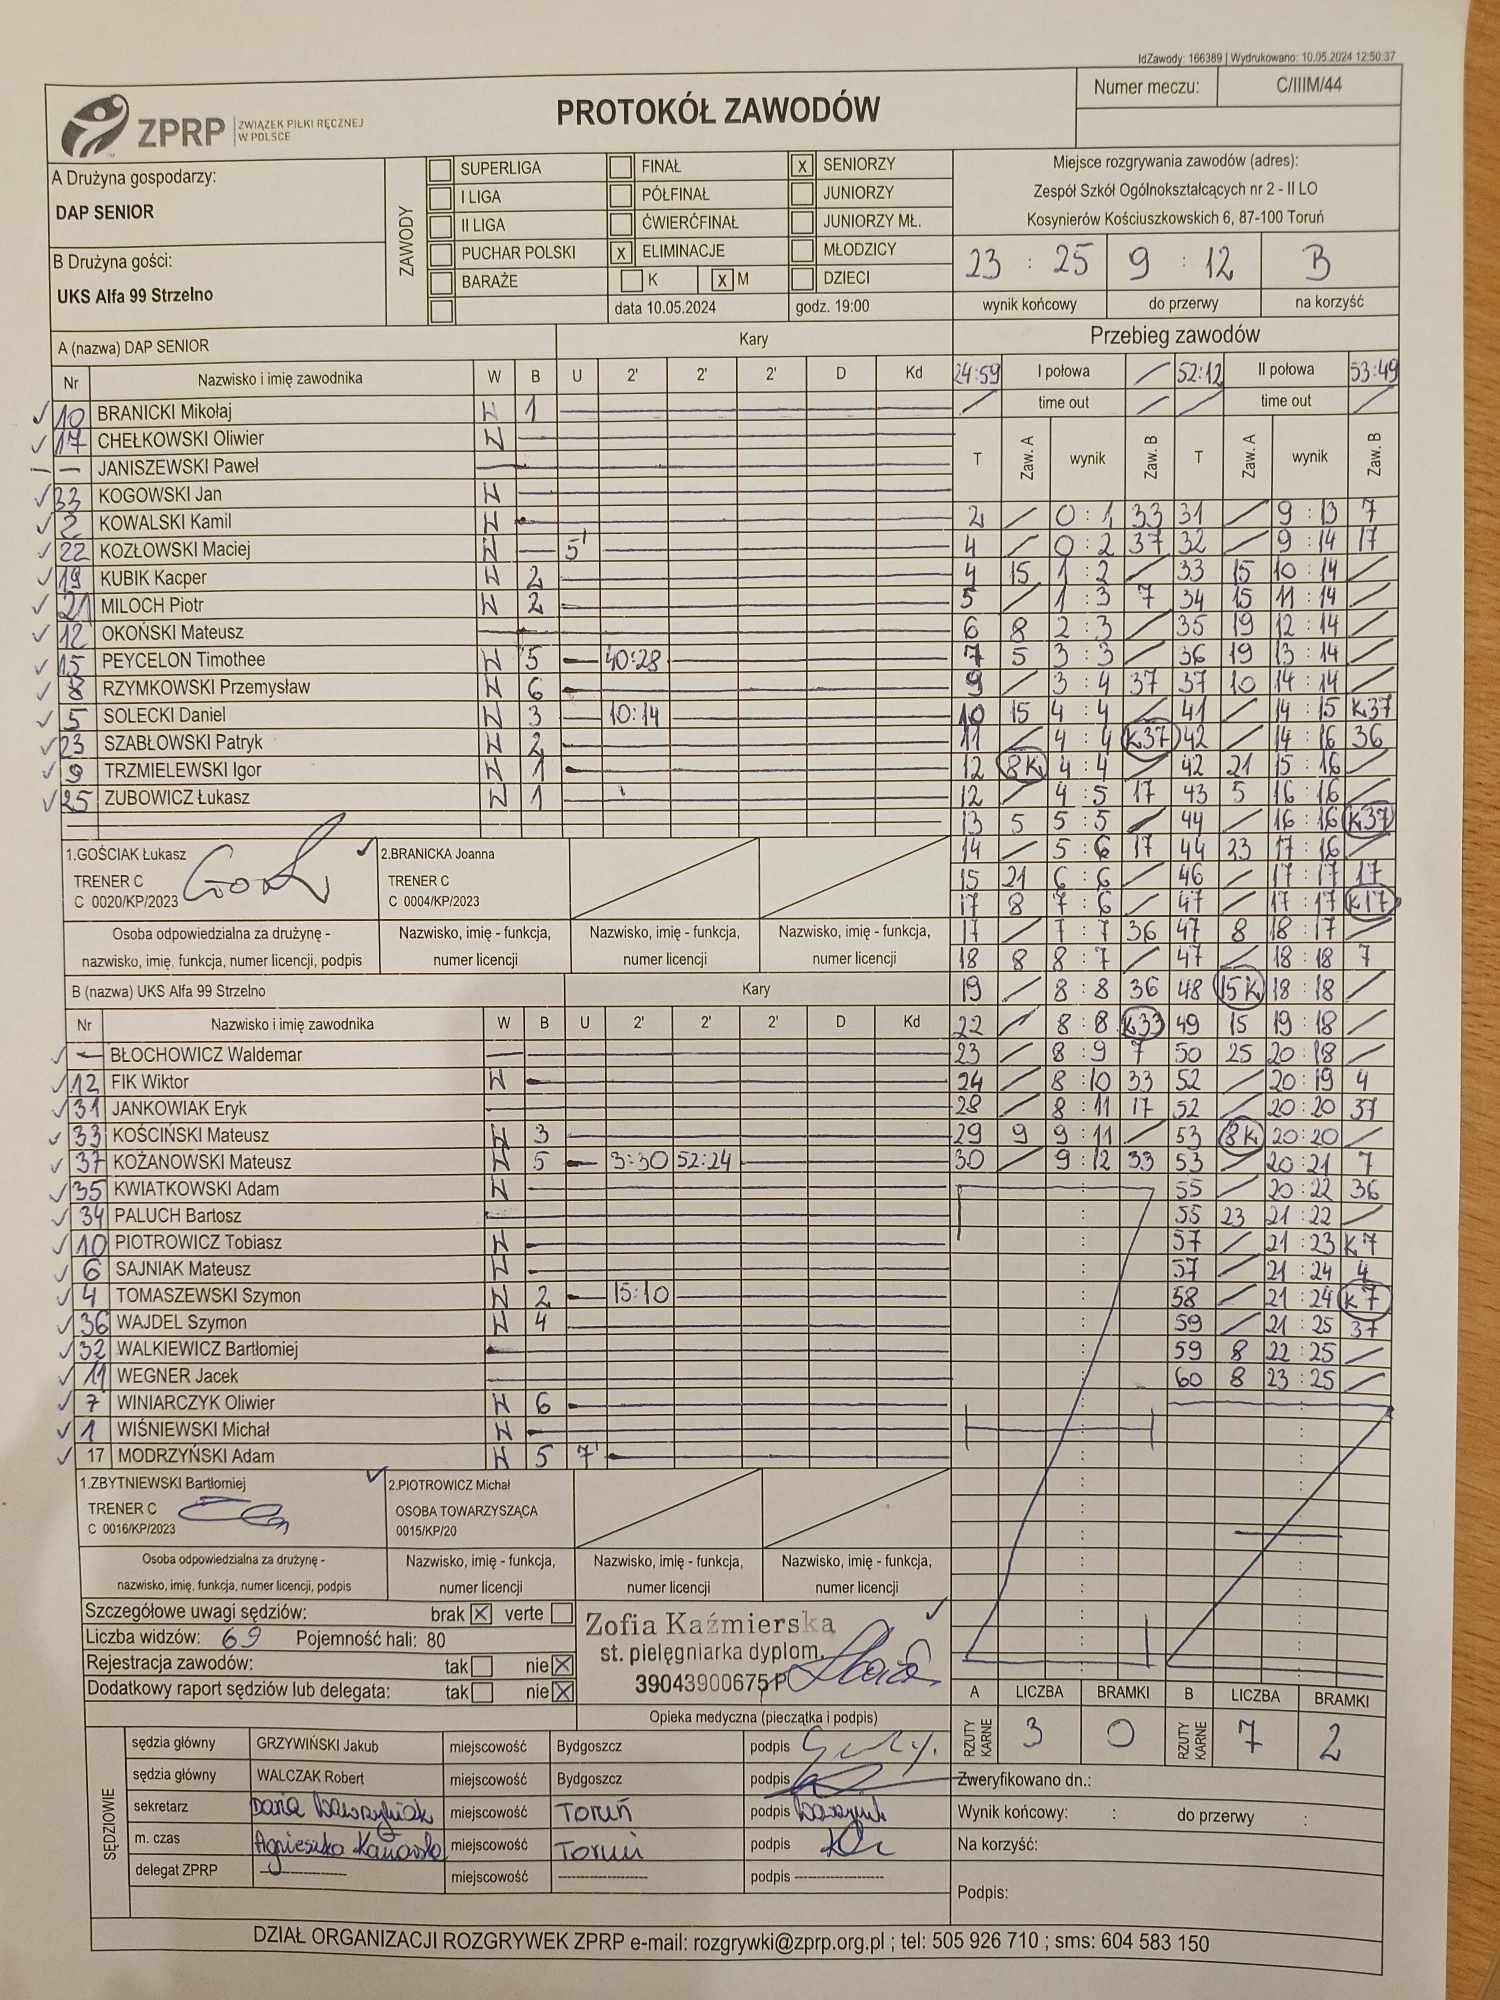 IdZawody: 166389 | Wydrukowano: 10.05.2024 12:50:37
ZPRP ZWIĄZEK PIŁKI RĘCZNEJ W POLSCE
PROTOKÓŁ ZAWODÓW
Numer meczu: C/IIIM/44
A Drużyna gospodarzy:
DAP SENIOR
B Drużyna gości:
UKS Alfa 99 Strzelno
ZAWODY
SUPERLIGA FINAŁ X SENIORZY
I LIGA PÓŁFINAŁ JUNIORZY
II LIGA ĆWIERĆFINAŁ JUNIORZY MŁ.
PUCHAR POLSKI X ELIMINACJE MŁODZICY
BARAŻE K X M DZIECI
data 10.05.2024 godz. 19:00
Miejsce rozgrywania zawodów (adres):
Zespół Szkół Ogólnokształcących nr 2 - II LO
Kosynierów Kościuszkowskich 6, 87-100 Toruń
23 : 25 9 : 12 B
wynik końcowy do przerwy na korzyść
A (nazwa) DAP SENIOR Kary
Nr Nazwisko i imię zawodnika W B U 2' 2' 2' D Kd
10 BRANICKI Mikołaj W 1
17 CHEŁKOWSKI Oliwier W
— JANISZEWSKI Paweł
33 KOGOWSKI Jan W
2 KOWALSKI Kamil W
22 KOZŁOWSKI Maciej W — 5'
19 KUBIK Kacper W 2
21 MILOCH Piotr W 2
12 OKOŃSKI Mateusz
15 PEYCELON Timothee W 5 40:28
8 RZYMKOWSKI Przemysław W 6
5 SOLECKI Daniel W 3 10:14
23 SZABŁOWSKI Patryk W 2
9 TRZMIELEWSKI Igor W 1
25 ZUBOWICZ Łukasz W 1
1.GOŚCIAK Łukasz
TRENER C
C 0020/KP/2023
2.BRANICKA Joanna
TRENER C
C 0004/KP/2023
Osoba odpowiedzialna za drużynę -
nazwisko, imię, funkcja, numer licencji, podpis
Nazwisko, imię - funkcja,
numer licencji
Nazwisko, imię - funkcja,
numer licencji
Nazwisko, imię - funkcja,
numer licencji
B (nazwa) UKS Alfa 99 Strzelno Kary
Nr Nazwisko i imię zawodnika W B U 2' 2' 2' D Kd
— BŁOCHOWICZ Waldemar
12 FIK Wiktor W
31 JANKOWIAK Eryk
33 KOŚCIŃSKI Mateusz W 3
37 KOŻANOWSKI Mateusz W 5 3:30 52:24
35 KWIATKOWSKI Adam W
34 PALUCH Bartosz
10 PIOTROWICZ Tobiasz W
6 SAJNIAK Mateusz W
4 TOMASZEWSKI Szymon W 2 15:10
36 WAJDEL Szymon W 4
32 WALKIEWICZ Bartłomiej
11 WEGNER Jacek
7 WINIARCZYK Oliwier W 6
1 WIŚNIEWSKI Michał W
17 MODRZYŃSKI Adam W 5 7'
1.ZBYTNIEWSKI Bartłomiej
TRENER C
C 0016/KP/2023
2.PIOTROWICZ Michał
OSOBA TOWARZYSZĄCA
0015/KP/20
Osoba odpowiedzialna za drużynę -
nazwisko, imię, funkcja, numer licencji, podpis
Nazwisko, imię - funkcja,
numer licencji
Nazwisko, imię - funkcja,
numer licencji
Nazwisko, imię - funkcja,
numer licencji
Przebieg zawodów
24:59 I połowa / 52:12 II połowa 53:49
/ time out / / time out /
T Zaw. A wynik Zaw. B T Zaw. A wynik Zaw. B
2 / 0 : 1 33 31 / 9 : 13 7
4 / 0 : 2 37 32 / 9 : 14 17
4 15 1 : 2 / 33 15 10 : 14 /
5 / 1 : 3 7 34 15 11 : 14 /
6 8 2 : 3 / 35 19 12 : 14 /
7 5 3 : 3 / 36 19 13 : 14 /
9 / 3 : 4 37 37 10 14 : 14 /
10 15 4 : 4 / 41 / 14 : 15 K37
11 / 4 : 4 K37 42 / 14 : 16 36
12 8K 4 : 4 / 42 21 15 : 16 /
12 / 4 : 5 17 43 5 16 : 16 /
13 5 5 : 5 / 44 / 16 : 16 K37
14 / 5 : 6 17 44 23 17 : 16 /
15 21 6 : 6 / 46 / 17 : 17 17
17 8 7 : 6 / 47 / 17 : 17 K17
17 / 7 : 7 36 47 8 18 : 17 /
18 8 8 : 7 / 47 / 18 : 18 7
19 / 8 : 8 36 48 15K 18 : 18 /
22 / 8 : 8 K33 49 15 19 : 18 /
23 / 8 : 9 7 50 25 20 : 18 /
24 / 8 : 10 33 52 / 20 : 19 4
28 / 8 : 11 17 52 / 20 : 20 37
29 9 9 : 11 / 53 8K 20 : 20 /
30 / 9 : 12 33 53 / 20 : 21 7
55 / 20 : 22 36
55 23 21 : 22 /
57 / 21 : 23 K7
57 / 21 : 24 4
58 / 21 : 24 K7
59 / 21 : 25 37
59 8 22 : 25 /
60 8 23 : 25 /
Szczegółowe uwagi sędziów: brak X verte
Liczba widzów: 69 Pojemność hali: 80
Rejestracja zawodów: tak nie X
Dodatkowy raport sędziów lub delegata: tak nie X
Zofia Kaźmierska
st. pielęgniarka dyplom.
39043900675P
Opieka medyczna (pieczątka i podpis)
A LICZBA BRAMKI B LICZBA BRAMKI
RZUTY KARNE 3 0 RZUTY KARNE 7 2
SĘDZIOWIE
sędzia główny GRZYWIŃSKI Jakub miejscowość Bydgoszcz podpis
sędzia główny WALCZAK Robert miejscowość Bydgoszcz podpis
sekretarz Daria miejscowość Toruń podpis
m. czas Agnieszka miejscowość Toruń podpis
delegat ZPRP miejscowość podpis
Zweryfikowano dn.:
Wynik końcowy: : do przerwy :
Na korzyść:
Podpis:
DZIAŁ ORGANIZACJI ROZGRYWEK ZPRP e-mail: rozgrywki@zprp.org.pl ; tel: 505 926 710 ; sms: 604 583 150